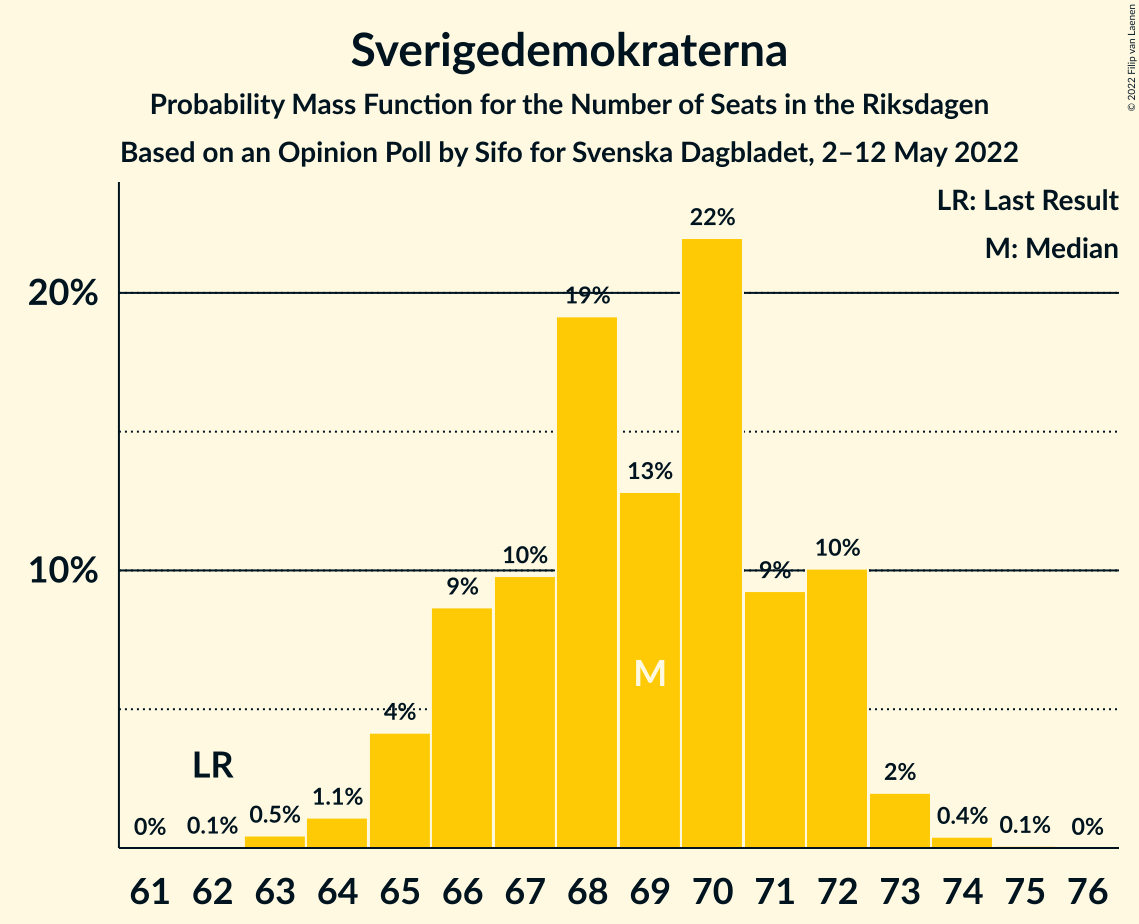 Sverigedemokraterna
Probability Mass Function for the Number of Seats in the Riksdagen
Based on an Opinion Poll by Sifo for Svenska Dagbladet, 2–12 May 2022
© 2022 Filip van Laenen
LR: Last Result
M: Median
20%
10%
0% 0.1% 0.5% 1.1% 4% 9% 10% 19% 13% 22% 9% 10% 2% 0.4% 0.1% 0%
LR
M
61 62 63 64 65 66 67 68 69 70 71 72 73 74 75 76